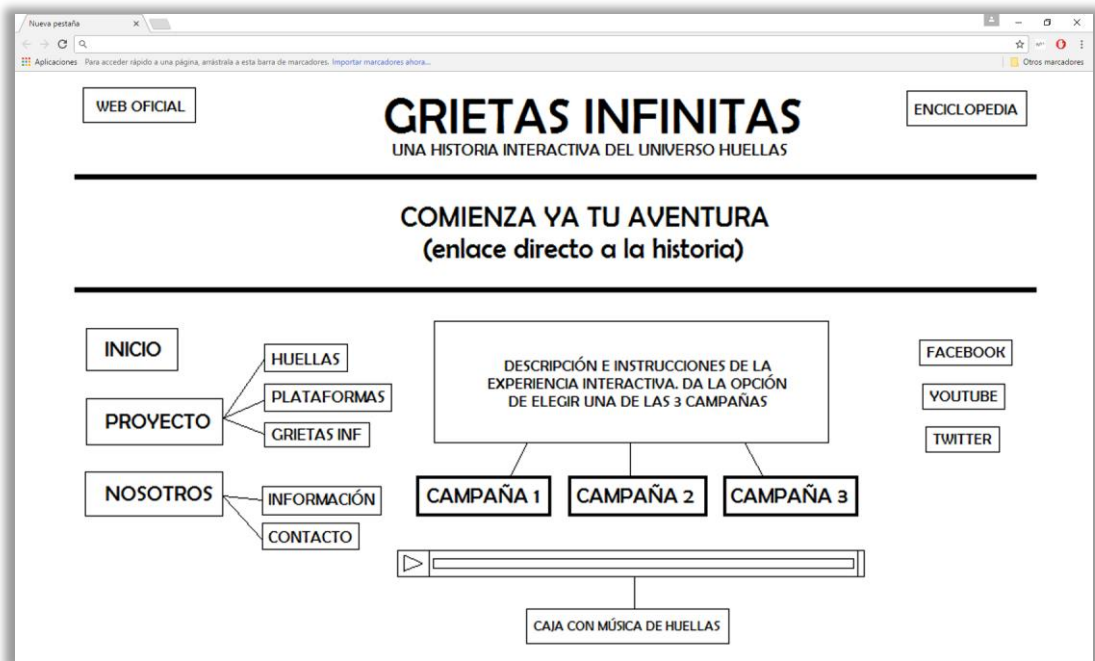 Nueva pestaña
Aplicaciones Para acceder rápido a una página, arrástrala a esta barra de marcadores. Importar marcadores ahora...
Otros marcadores
WEB OFICIAL
GRIETAS INFINITAS
UNA HISTORIA INTERACTIVA DEL UNIVERSO HUELLAS
ENCICLOPEDIA
COMIENZA YA TU AVENTURA
(enlace directo a la historia)
INICIO
PROYECTO
HUELLAS
PLATAFORMAS
GRIETAS INF
NOSOTROS
INFORMACIÓN
CONTACTO
DESCRIPCIÓN E INSTRUCCIONES DE LA
EXPERIENCIA INTERACTIVA. DA LA OPCIÓN
DE ELEGIR UNA DE LAS 3 CAMPAÑAS
CAMPAÑA 1
CAMPAÑA 2
CAMPAÑA 3
CAJA CON MÚSICA DE HUELLAS
FACEBOOK
YOUTUBE
TWITTER